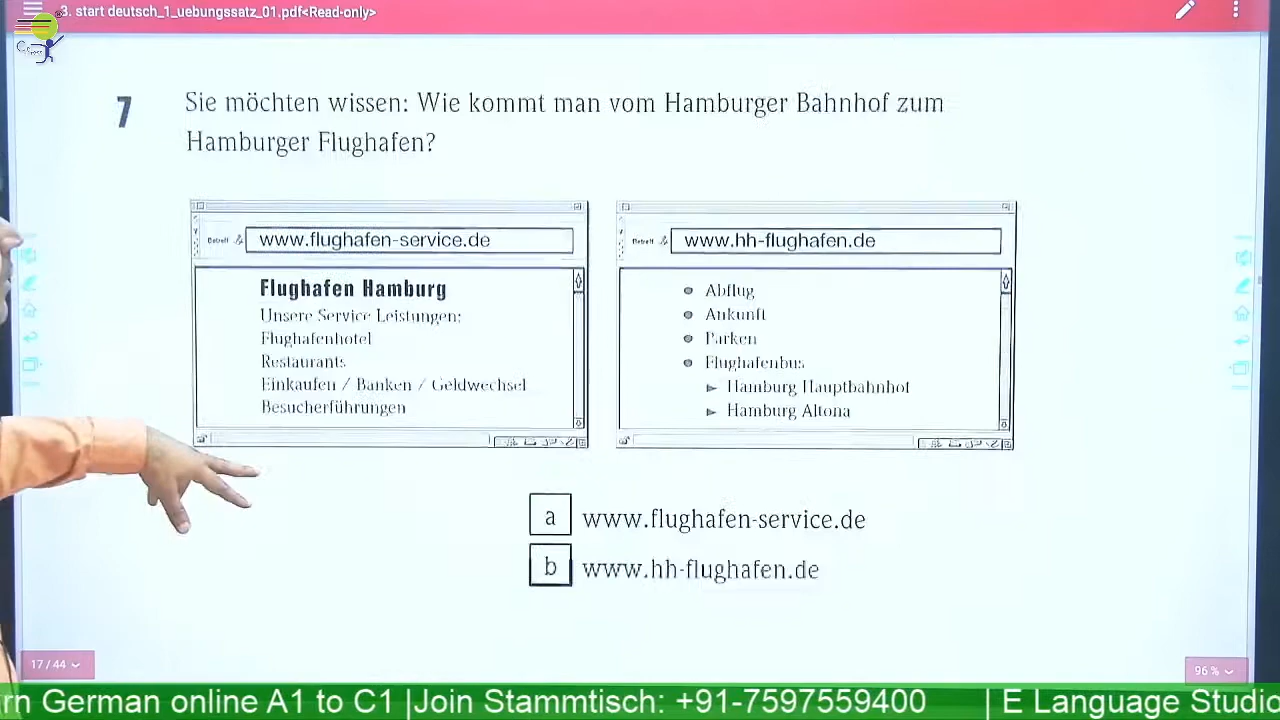 3. start deutsch_1_uebungssatz_01.pdf<Read-only>
7
Sie möchten wissen: Wie kommt man vom Hamburger Bahnhof zum
Hamburger Flughafen?
Betreff
www.flughafen-service.de
Flughafen Hamburg
Unsere Service Leistungen:
Flughafenhotel
Restaurants
Einkaufen / Banken / Geldwechsel
Besucherführungen
Betreff
www.hh-flughafen.de
Abflug
Ankunft
Parken
Flughafenbus
Hamburg Hauptbahnhof
Hamburg Altona
a www.flughafen-service.de
b www.hh-flughafen.de
17 / 44
96 %
rn German online A1 to C1 |Join Stammtisch: +91-7597559400 | E Language Studio